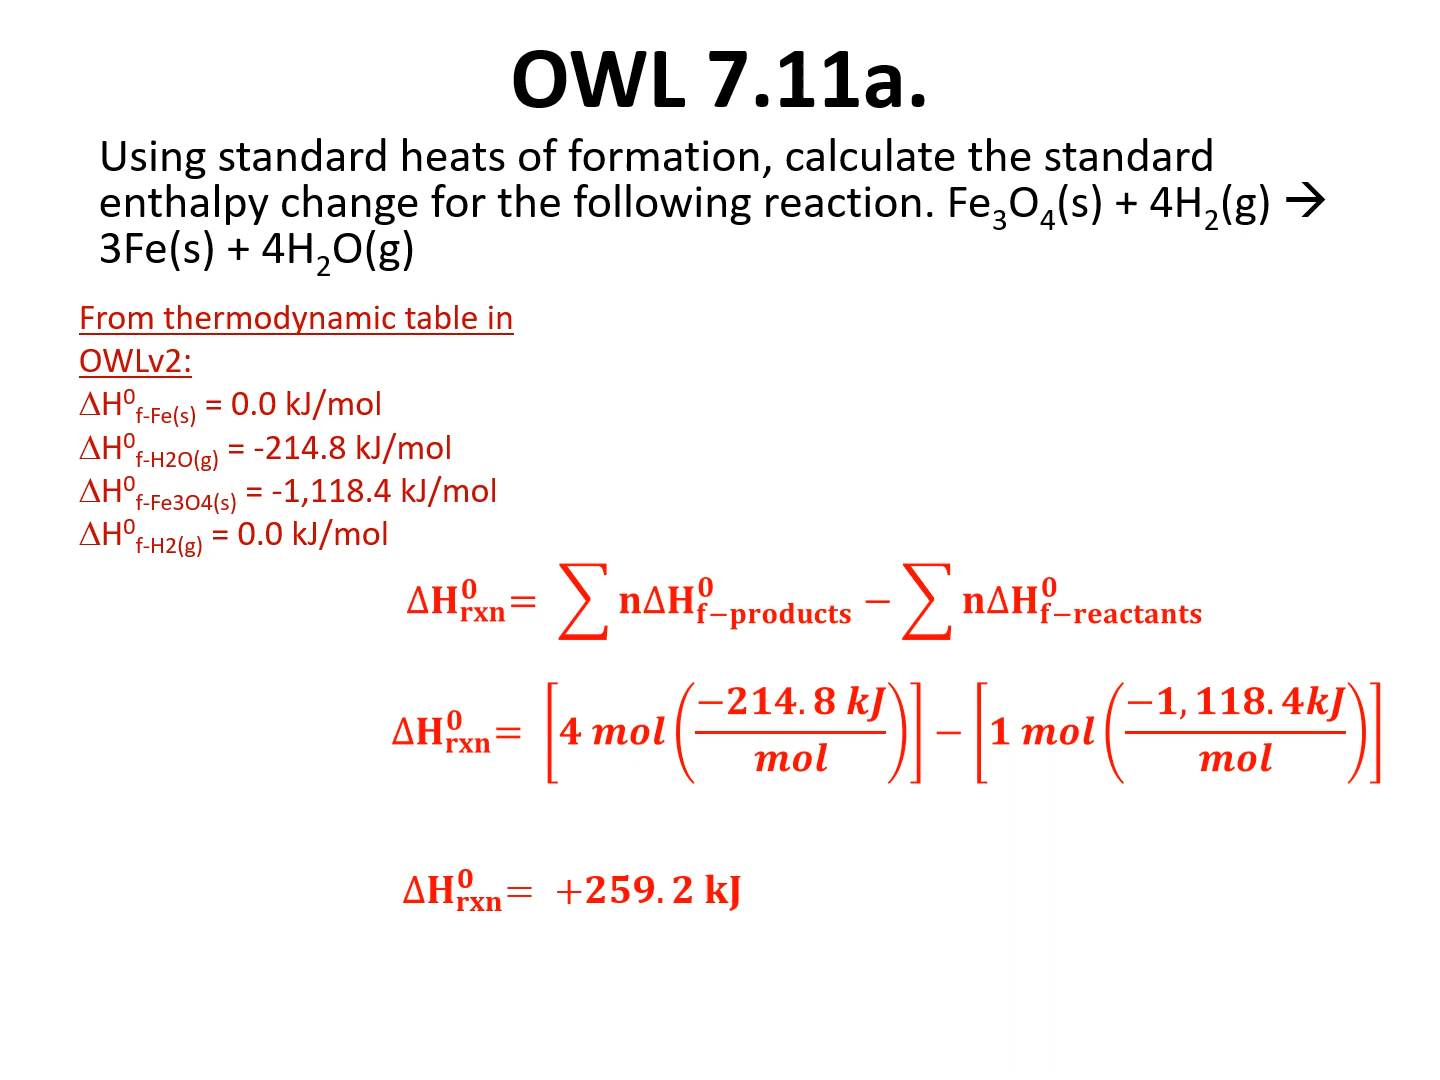 OWL 7.11a.
Using standard heats of formation, calculate the standard
enthalpy change for the following reaction. Fe₃O₄(s) + 4H₂(g) →
3Fe(s) + 4H₂O(g)
From thermodynamic table in
OWLv2:
ΔH⁰f-Fe(s) = 0.0 kJ/mol
ΔH⁰f-H2O(g) = -214.8 kJ/mol
ΔH⁰f-Fe3O4(s) = -1,118.4 kJ/mol
ΔH⁰f-H2(g) = 0.0 kJ/mol
ΔH⁰rxn = ∑ nΔH⁰f−products − ∑ nΔH⁰f−reactants
ΔH⁰rxn = [4 mol (−214.8 kJ / mol)] − [1 mol (−1,118.4kJ / mol)]
ΔH⁰rxn = +259.2 kJ